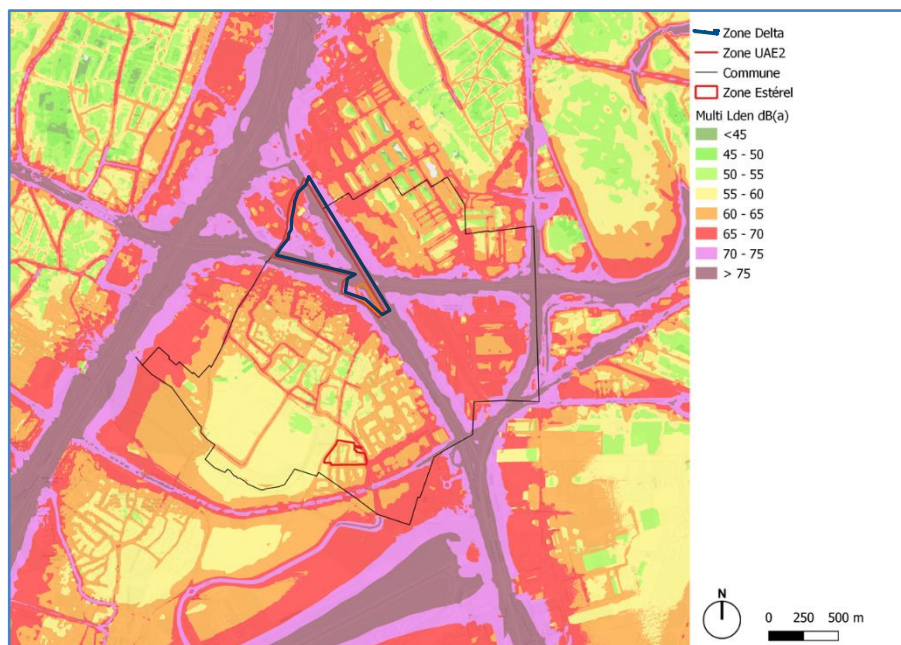 Zone Delta
Zone UAE2
Commune
Zone Estérel
Multi Lden dB(a)
<45
45 - 50
50 - 55
55 - 60
60 - 65
65 - 70
70 - 75
> 75
N
0 250 500 m